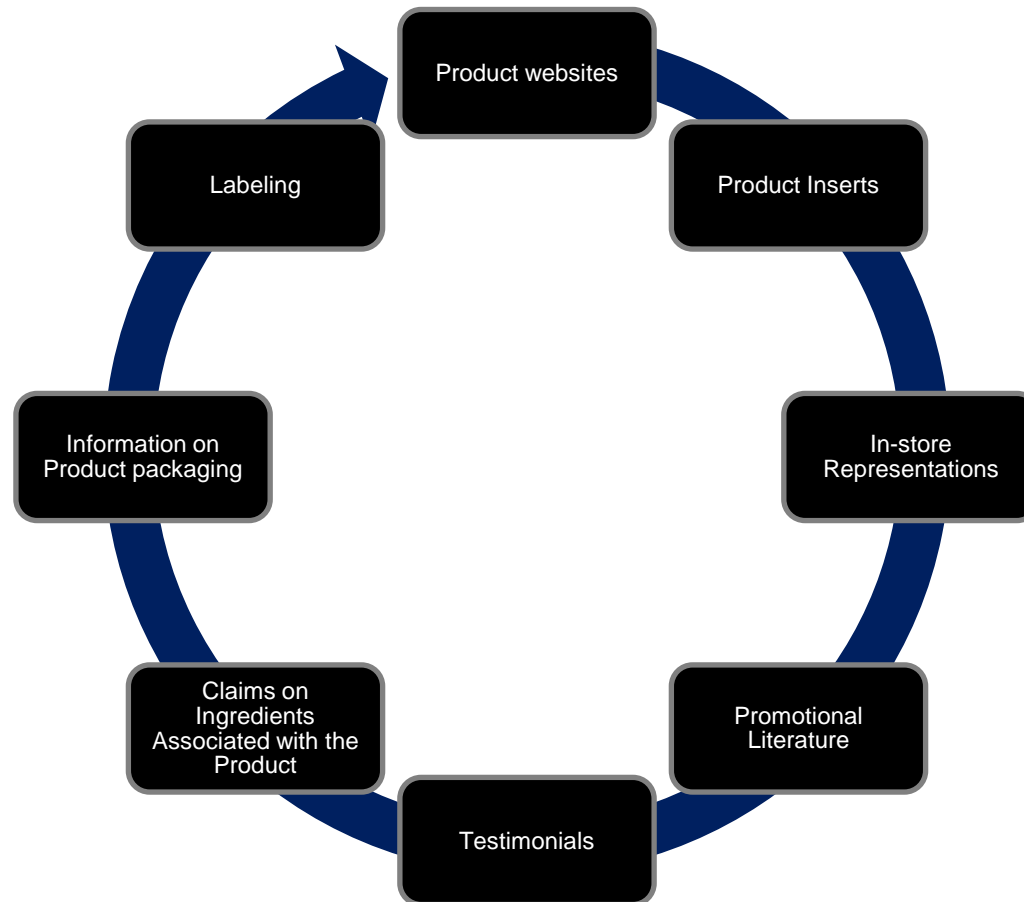 Product websites
Product Inserts
In-store
Representations
Promotional
Literature
Testimonials
Claims on
Ingredients
Associated with the
Product
Information on
Product packaging
Labeling